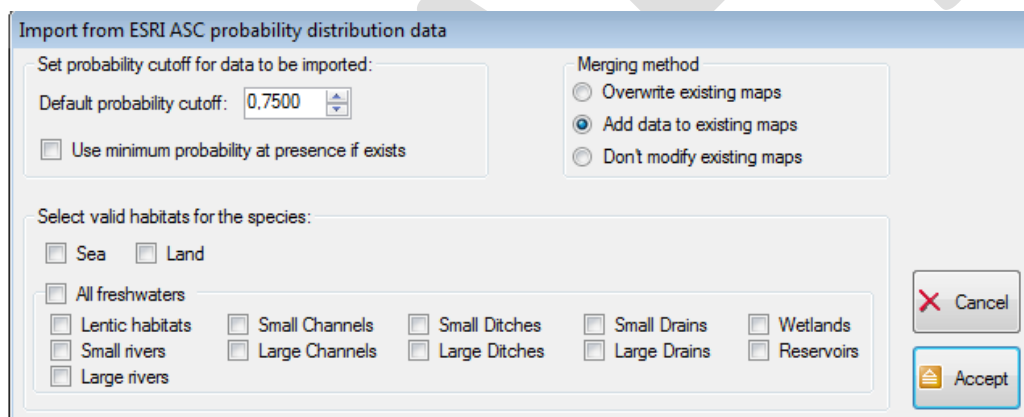 Import from ESRI ASC probability distribution data
Set probability cutoff for data to be imported:
Default probability cutoff: 0,7500
Use minimum probability at presence if exists
Merging method
Overwrite existing maps
Add data to existing maps
Don't modify existing maps
Select valid habitats for the species:
Sea Land
All freshwaters
Lentic habitats Small Channels Small Ditches Small Drains Wetlands
Small rivers Large Channels Large Ditches Large Drains Reservoirs
Large rivers
Cancel
Accept